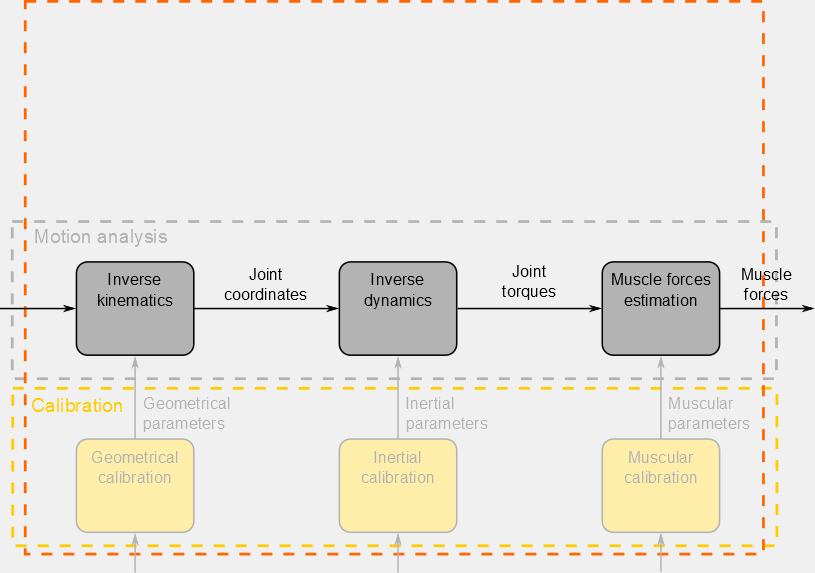 Motion analysis
Inverse
kinematics
Joint
coordinates
Inverse
dynamics
Joint
torques
Muscle forces
estimation
Muscle
forces
Calibration
Geometrical
parameters
Inertial
parameters
Muscular
parameters
Geometrical
calibration
Inertial
calibration
Muscular
calibration